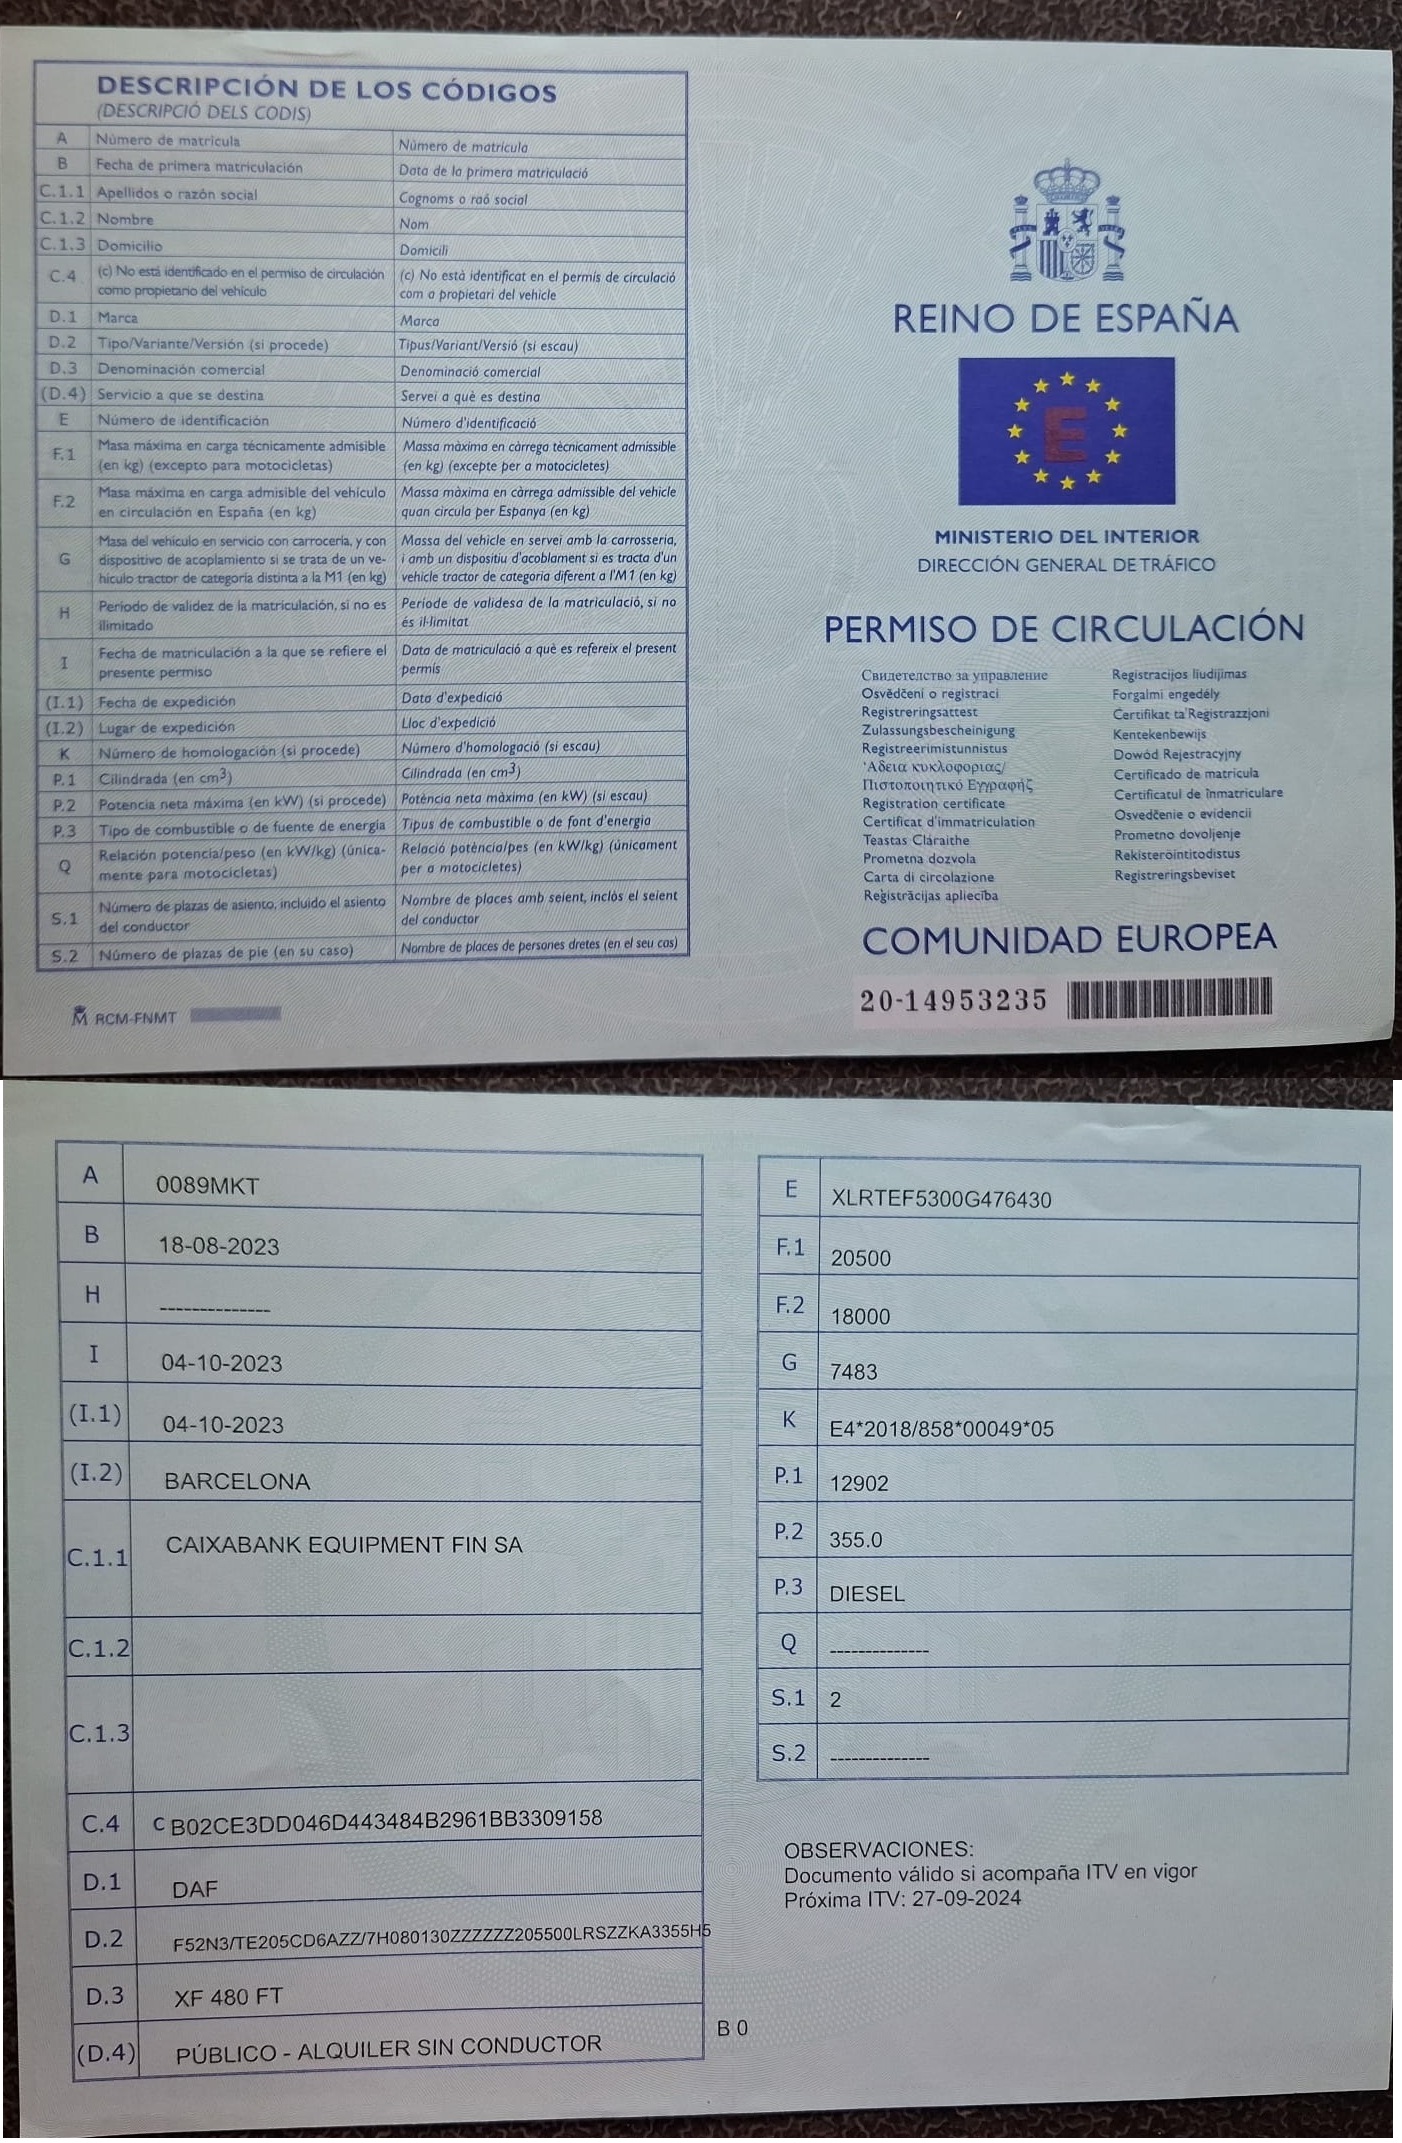 DESCRIPCIÓN DE LOS CÓDIGOS
(DESCRIPCIÓ DELS CODIS)
A Número de matrícula Número de matrícula
B Fecha de primera matriculación Data de la primera matriculació
C.1.1 Apellidos o razón social Cognoms o raó social
C.1.2 Nombre Nom
C.1.3 Domicilio Domicili
C.4 (c) No está identificado en el permiso de circulación (c) No està identificat en el permís de circulació
como propietario del vehículo com a propietari del vehicle
D.1 Marca Marca
D.2 Tipo/Variante/Versión (si procede) Tipus/Variant/Versió (si escau)
D.3 Denominación comercial Denominació comercial
(D.4) Servicio a que se destina Servei a què es destina
E Número de identificación Número d'identificació
F.1 Masa máxima en carga técnicamente admisible Massa màxima en càrrega tècnicament admissible
(en kg) (excepto para motocicletas) (en kg) (excepte per a motocicletes)
F.2 Masa máxima en carga admisible del vehículo Massa màxima en càrrega admissible del vehicle
en circulación en España (en kg) quan circula per Espanya (en kg)
G Masa del vehículo en servicio con carrocería, y con Massa del vehicle en servei amb la carrosseria,
dispositivo de acoplamiento si se trata de un ve- i amb un dispositiu d'acoblament si es tracta d'un
hículo tractor de categoría distinta a la M1 (en kg) vehicle tractor de categoria diferent a l'M1 (en kg)
H Período de validez de la matriculación, si no es Període de validesa de la matriculació, si no
ilimitado és il·limitat
I Fecha de matriculación a la que se refiere el Data de matriculació a què es refereix el present
presente permiso permís
(I.1) Fecha de expedición Data d'expedició
(I.2) Lugar de expedición Lloc d'expedició
K Número de homologación (si procede) Número d'homologació (si escau)
P.1 Cilindrada (en cm³) Cilindrada (en cm³)
P.2 Potencia neta máxima (en kW) (si procede) Potència neta màxima (en kW) (si escau)
P.3 Tipo de combustible o de fuente de energía Tipus de combustible o de font d'energia
Q Relación potencia/peso (en kW/kg) (única- Relació potència/pes (en kW/kg) (únicament
mente para motocicletas) per a motocicletes)
S.1 Número de plazas de asiento, incluido el asiento Nombre de places amb seient, inclòs el seient
del conductor del conductor
S.2 Número de plazas de pie (en su caso) Nombre de places de persones dretes (en el seu cas)
RCM-FNMT
REINO DE ESPAÑA
E
MINISTERIO DEL INTERIOR
DIRECCIÓN GENERAL DE TRÁFICO
PERMISO DE CIRCULACIÓN
Свидетелство за управление
Osvědčení o registraci
Registreringsattest
Zulassungsbescheinigung
Registreerimistunnistus
'Αδεια κυκλοφορίας/
Πιστοποιητικό Εγγραφής
Registration certificate
Certificat d'immatriculation
Teastas Cláraithe
Prometna dozvola
Carta di circolazione
Reģistrācijas apliecība
Registracijos liudijimas
Forgalmi engedély
Ċertifikat ta'Reġistrazzjoni
Kentekenbewijs
Dowód Rejestracyjny
Certificado de matrícula
Certificatul de înmatriculare
Osvedčenie o evidencii
Prometno dovoljenje
Rekisteröintitodistus
Registreringsbeviset
COMUNIDAD EUROPEA
20-14953235
A 0089MKT
B 18-08-2023
H --------------
I 04-10-2023
(I.1) 04-10-2023
(I.2) BARCELONA
C.1.1 CAIXABANK EQUIPMENT FIN SA
C.1.2
C.1.3
C.4 C B02CE3DD046D443484B2961BB3309158
D.1 DAF
D.2 F52N3/TE205CD6AZZ/7H080130ZZZZZZ205500LRSZZKA3355H5
D.3 XF 480 FT
(D.4) PÚBLICO - ALQUILER SIN CONDUCTOR
B 0
E XLRTEF5300G476430
F.1 20500
F.2 18000
G 7483
K E4*2018/858*00049*05
P.1 12902
P.2 355.0
P.3 DIESEL
Q --------------
S.1 2
S.2 --------------
OBSERVACIONES:
Documento válido si acompaña ITV en vigor
Próxima ITV: 27-09-2024